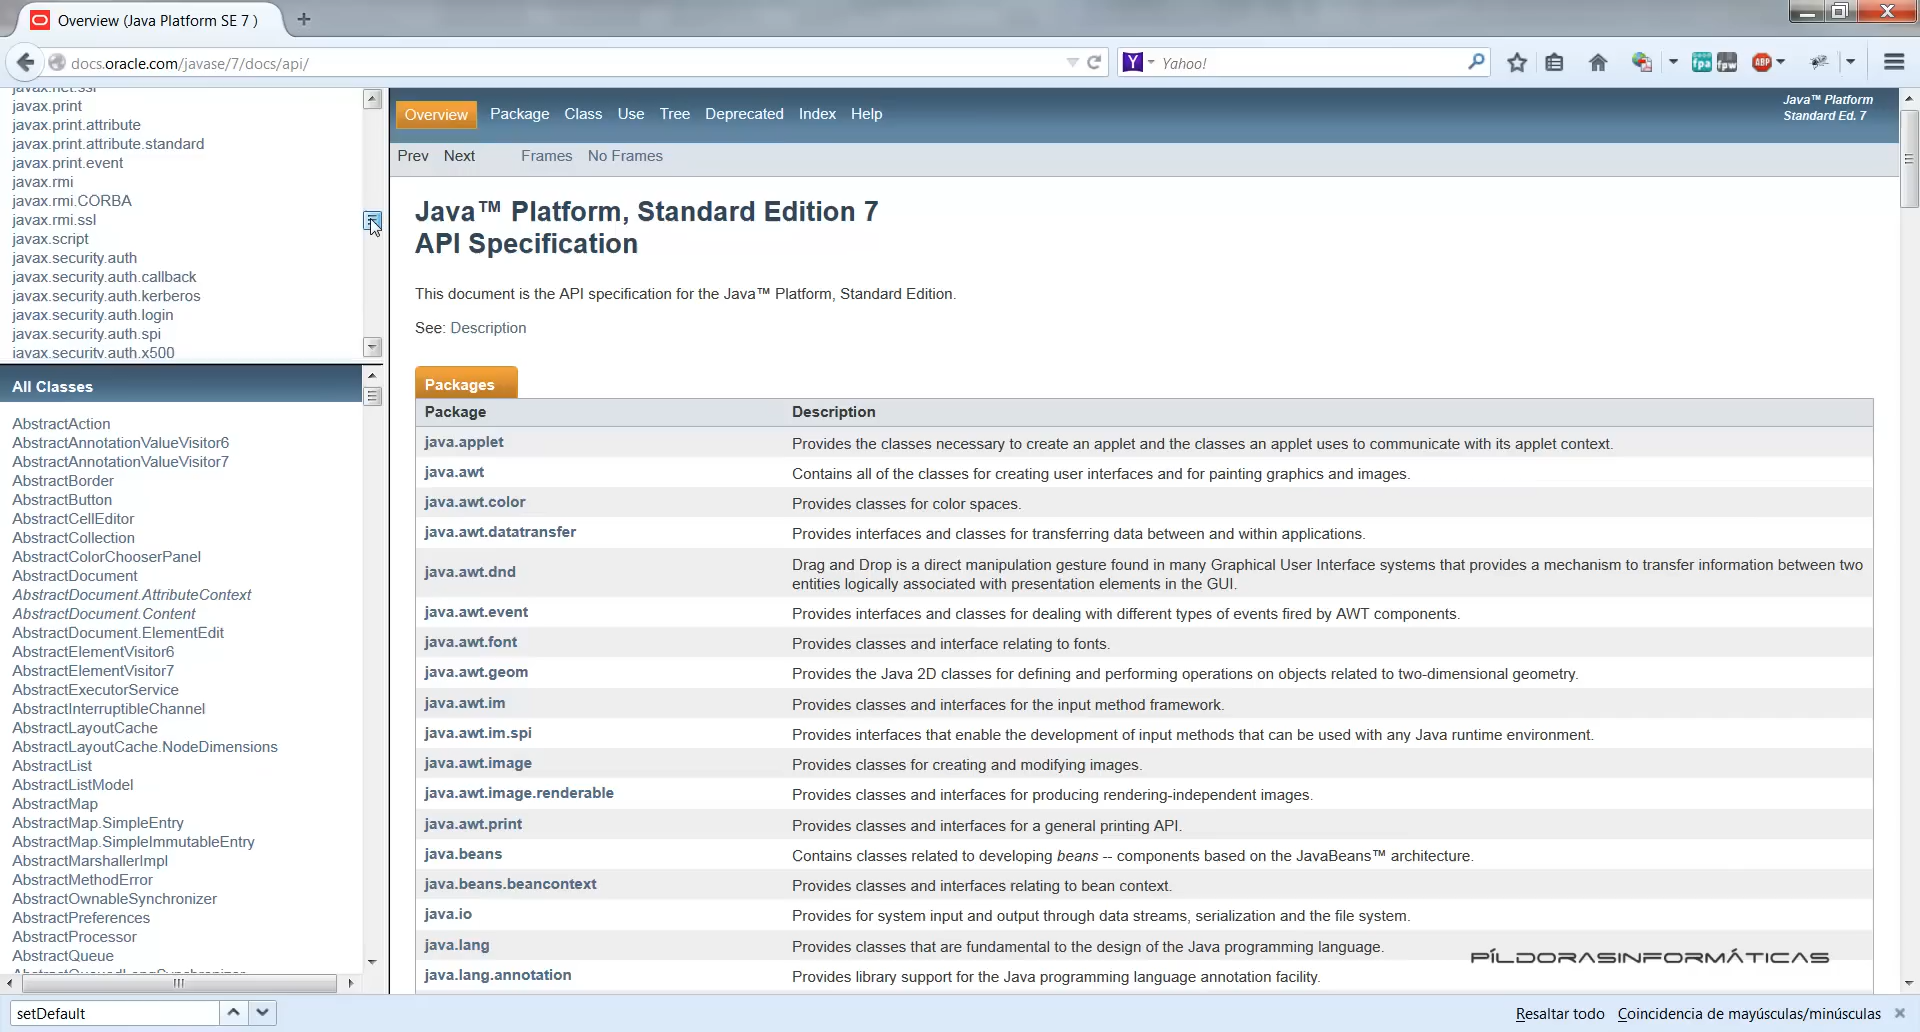 Overview (Java Platform SE 7 )
docs.oracle.com/javase/7/docs/api/
Yahoo!
fpa
fpw
ABP
javax.net.ssl
javax.print
javax.print.attribute
javax.print.attribute.standard
javax.print.event
javax.rmi
javax.rmi.CORBA
javax.rmi.ssl
javax.script
javax.security.auth
javax.security.auth.callback
javax.security.auth.kerberos
javax.security.auth.login
javax.security.auth.spi
javax.security.auth.x500
All Classes
AbstractAction
AbstractAnnotationValueVisitor6
AbstractAnnotationValueVisitor7
AbstractBorder
AbstractButton
AbstractCellEditor
AbstractCollection
AbstractColorChooserPanel
AbstractDocument
AbstractDocument.AttributeContext
AbstractDocument.Content
AbstractDocument.ElementEdit
AbstractElementVisitor6
AbstractElementVisitor7
AbstractExecutorService
AbstractInterruptibleChannel
AbstractLayoutCache
AbstractLayoutCache.NodeDimensions
AbstractList
AbstractListModel
AbstractMap
AbstractMap.SimpleEntry
AbstractMap.SimpleImmutableEntry
AbstractMarshallerImpl
AbstractMethodError
AbstractOwnableSynchronizer
AbstractPreferences
AbstractProcessor
AbstractQueue
AbstractQueuedLongSynchronizer
Overview Package Class Use Tree Deprecated Index Help
Java™ Platform
Standard Ed. 7
Prev Next Frames No Frames
Java™ Platform, Standard Edition 7
API Specification
This document is the API specification for the Java™ Platform, Standard Edition.
See: Description
Packages
Package Description
java.applet Provides the classes necessary to create an applet and the classes an applet uses to communicate with its applet context.
java.awt Contains all of the classes for creating user interfaces and for painting graphics and images.
java.awt.color Provides classes for color spaces.
java.awt.datatransfer Provides interfaces and classes for transferring data between and within applications.
java.awt.dnd Drag and Drop is a direct manipulation gesture found in many Graphical User Interface systems that provides a mechanism to transfer information between two
entities logically associated with presentation elements in the GUI.
java.awt.event Provides interfaces and classes for dealing with different types of events fired by AWT components.
java.awt.font Provides classes and interface relating to fonts.
java.awt.geom Provides the Java 2D classes for defining and performing operations on objects related to two-dimensional geometry.
java.awt.im Provides classes and interfaces for the input method framework.
java.awt.im.spi Provides interfaces that enable the development of input methods that can be used with any Java runtime environment.
java.awt.image Provides classes for creating and modifying images.
java.awt.image.renderable Provides classes and interfaces for producing rendering-independent images.
java.awt.print Provides classes and interfaces for a general printing API.
java.beans Contains classes related to developing beans -- components based on the JavaBeans™ architecture.
java.beans.beancontext Provides classes and interfaces relating to bean context.
java.io Provides for system input and output through data streams, serialization and the file system.
java.lang Provides classes that are fundamental to the design of the Java programming language.
java.lang.annotation Provides library support for the Java programming language annotation facility.
PÍLDORASINFORMÁTICAS
setDefault
Resaltar todo Coincidencia de mayúsculas/minúsculas